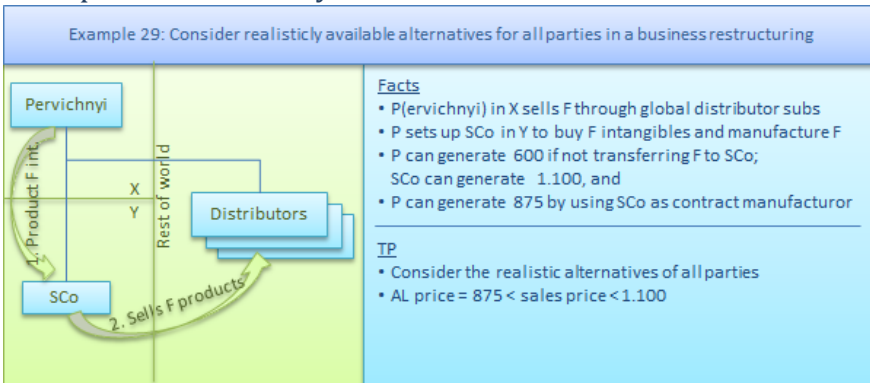 Example 29: Consider realisticly available alternatives for all parties in a business restructuring
Pervichnyi
1. Product F int.
X
Y
Rest of world
Distributors
SCo
2. Sells F products
Facts
• P(ervichnyi) in X sells F through global distributor subs
• P sets up SCo in Y to buy F intangibles and manufacture F
• P can generate 600 if not transferring F to SCo;
SCo can generate 1.100, and
• P can generate 875 by using SCo as contract manufacturor
TP
• Consider the realistic alternatives of all parties
• AL price = 875 < sales price < 1.100